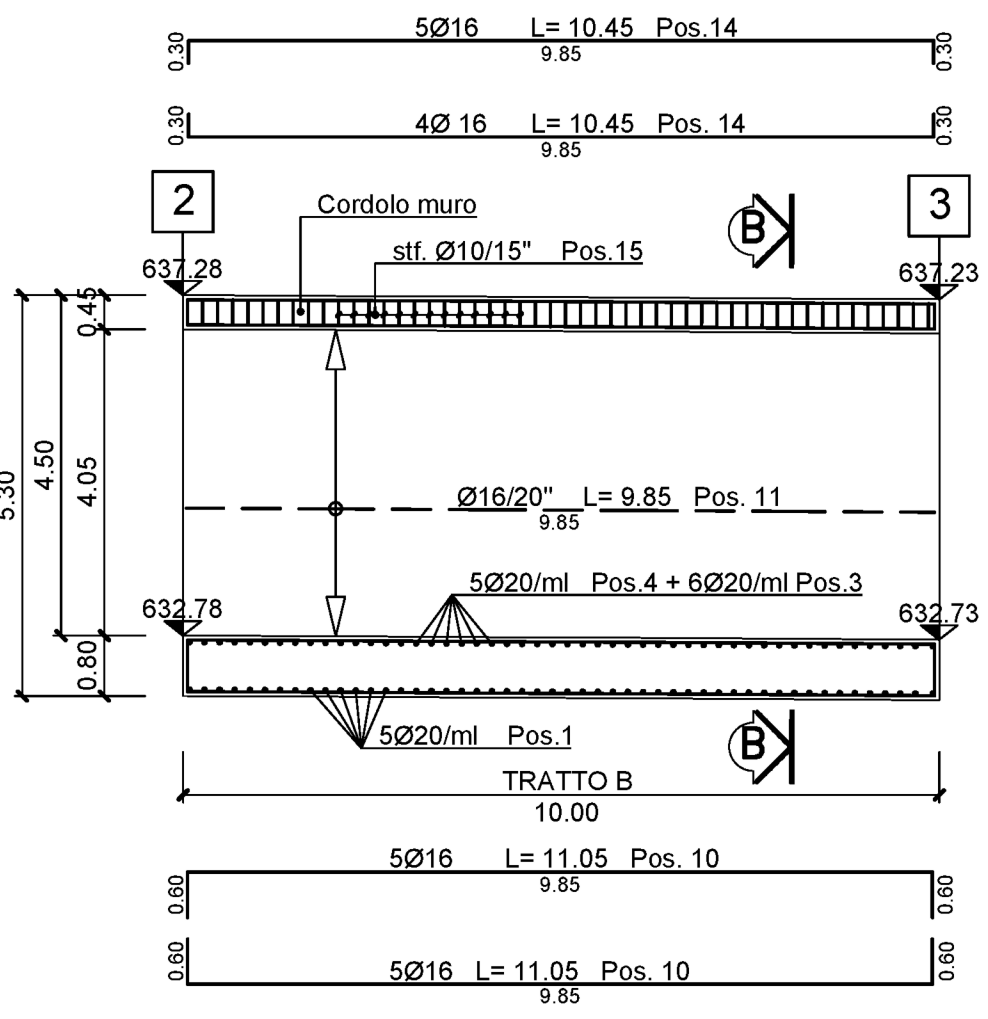 5Ø16 L= 10.45 Pos.14
0.30 9.85 0.30
4Ø 16 L= 10.45 Pos. 14
0.30 9.85 0.30
2 3
Cordolo muro
B
stf. Ø10/15" Pos.15
637.28 637.23
0.45
4.50
4.05
5.30
Ø16/20" L= 9.85 Pos. 11
9.85
5Ø20/ml Pos.4 + 6Ø20/ml Pos.3
632.78 632.73
0.80
5Ø20/ml Pos.1
B
TRATTO B
10.00
5Ø16 L= 11.05 Pos. 10
0.60 9.85 0.60
5Ø16 L= 11.05 Pos. 10
0.60 9.85 0.60